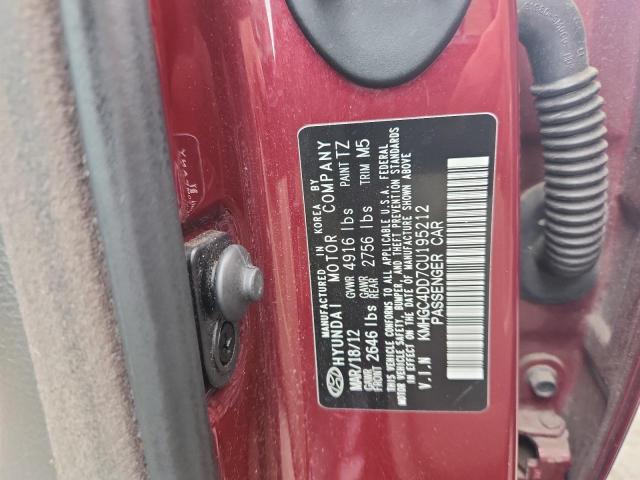 MANUFACTURED IN KOREA BY
HYUNDAI MOTOR COMPANY
MAR/18/12 GVWR 4916 lbs PAINT TZ
GAWR FRONT 2646 lbs GAWR REAR 2756 lbs TRIM M5
THIS VEHICLE CONFORMS TO ALL APPLICABLE U.S.A. FEDERAL
MOTOR VEHICLE SAFETY, BUMPER, AND THEFT PREVENTION STANDARDS
IN EFFECT ON THE DATE OF MANUFACTURE SHOWN ABOVE
V.I.N KMHGC4DD7CU195212
PASSENGER CAR